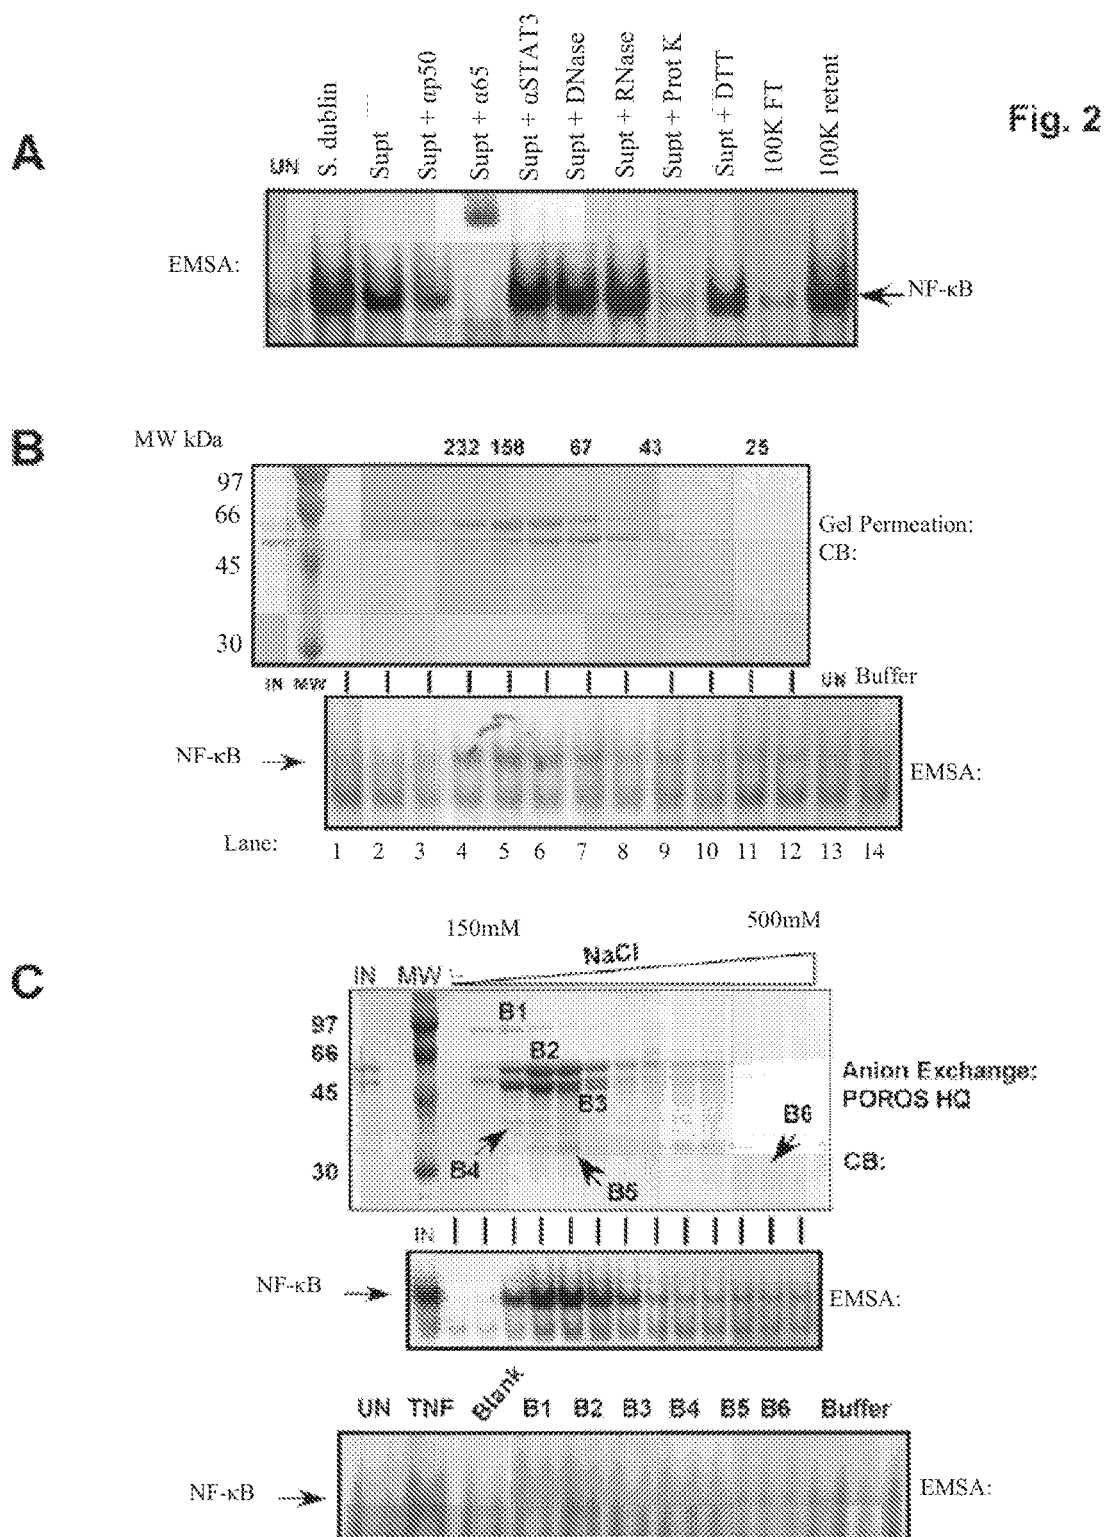 Fig. 2
A
UN
S. dublin
Supt
Supt + αp50
Supt + α65
Supt + αSTAT3
Supt + DNase
Supt + RNase
Supt + Prot K
Supt + DTT
100K FT
100K retent
EMSA:
NF-κB
B
MW kDa
232 158 67 43 25
97
66
45
30
Gel Permeation:
CB:
IN MW UN Buffer
NF-κB
EMSA:
Lane: 1 2 3 4 5 6 7 8 9 10 11 12 13 14
C
150mM 500mM
NaCl
IN MW
B1
B2
B3
B4
B5
B6
97
66
45
30
Anion Exchange:
POROS HQ
CB:
IN
NF-κB
EMSA:
UN TNF Blank B1 B2 B3 B4 B5 B6 Buffer
NF-κB
EMSA: